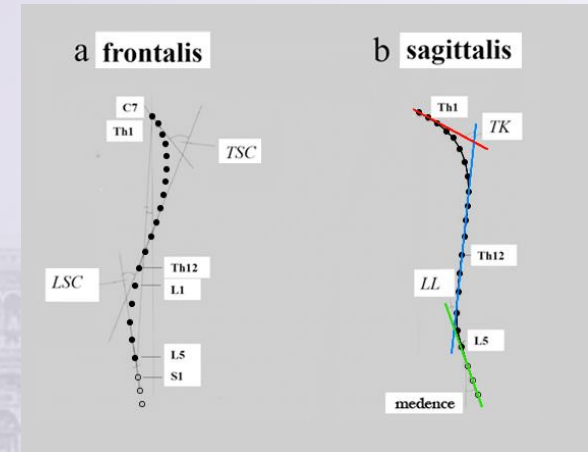 a frontalis
C7
Th1
TSC
Th12
LSC
L1
L5
S1
b sagittalis
Th1
TK
Th12
LL
L5
medence